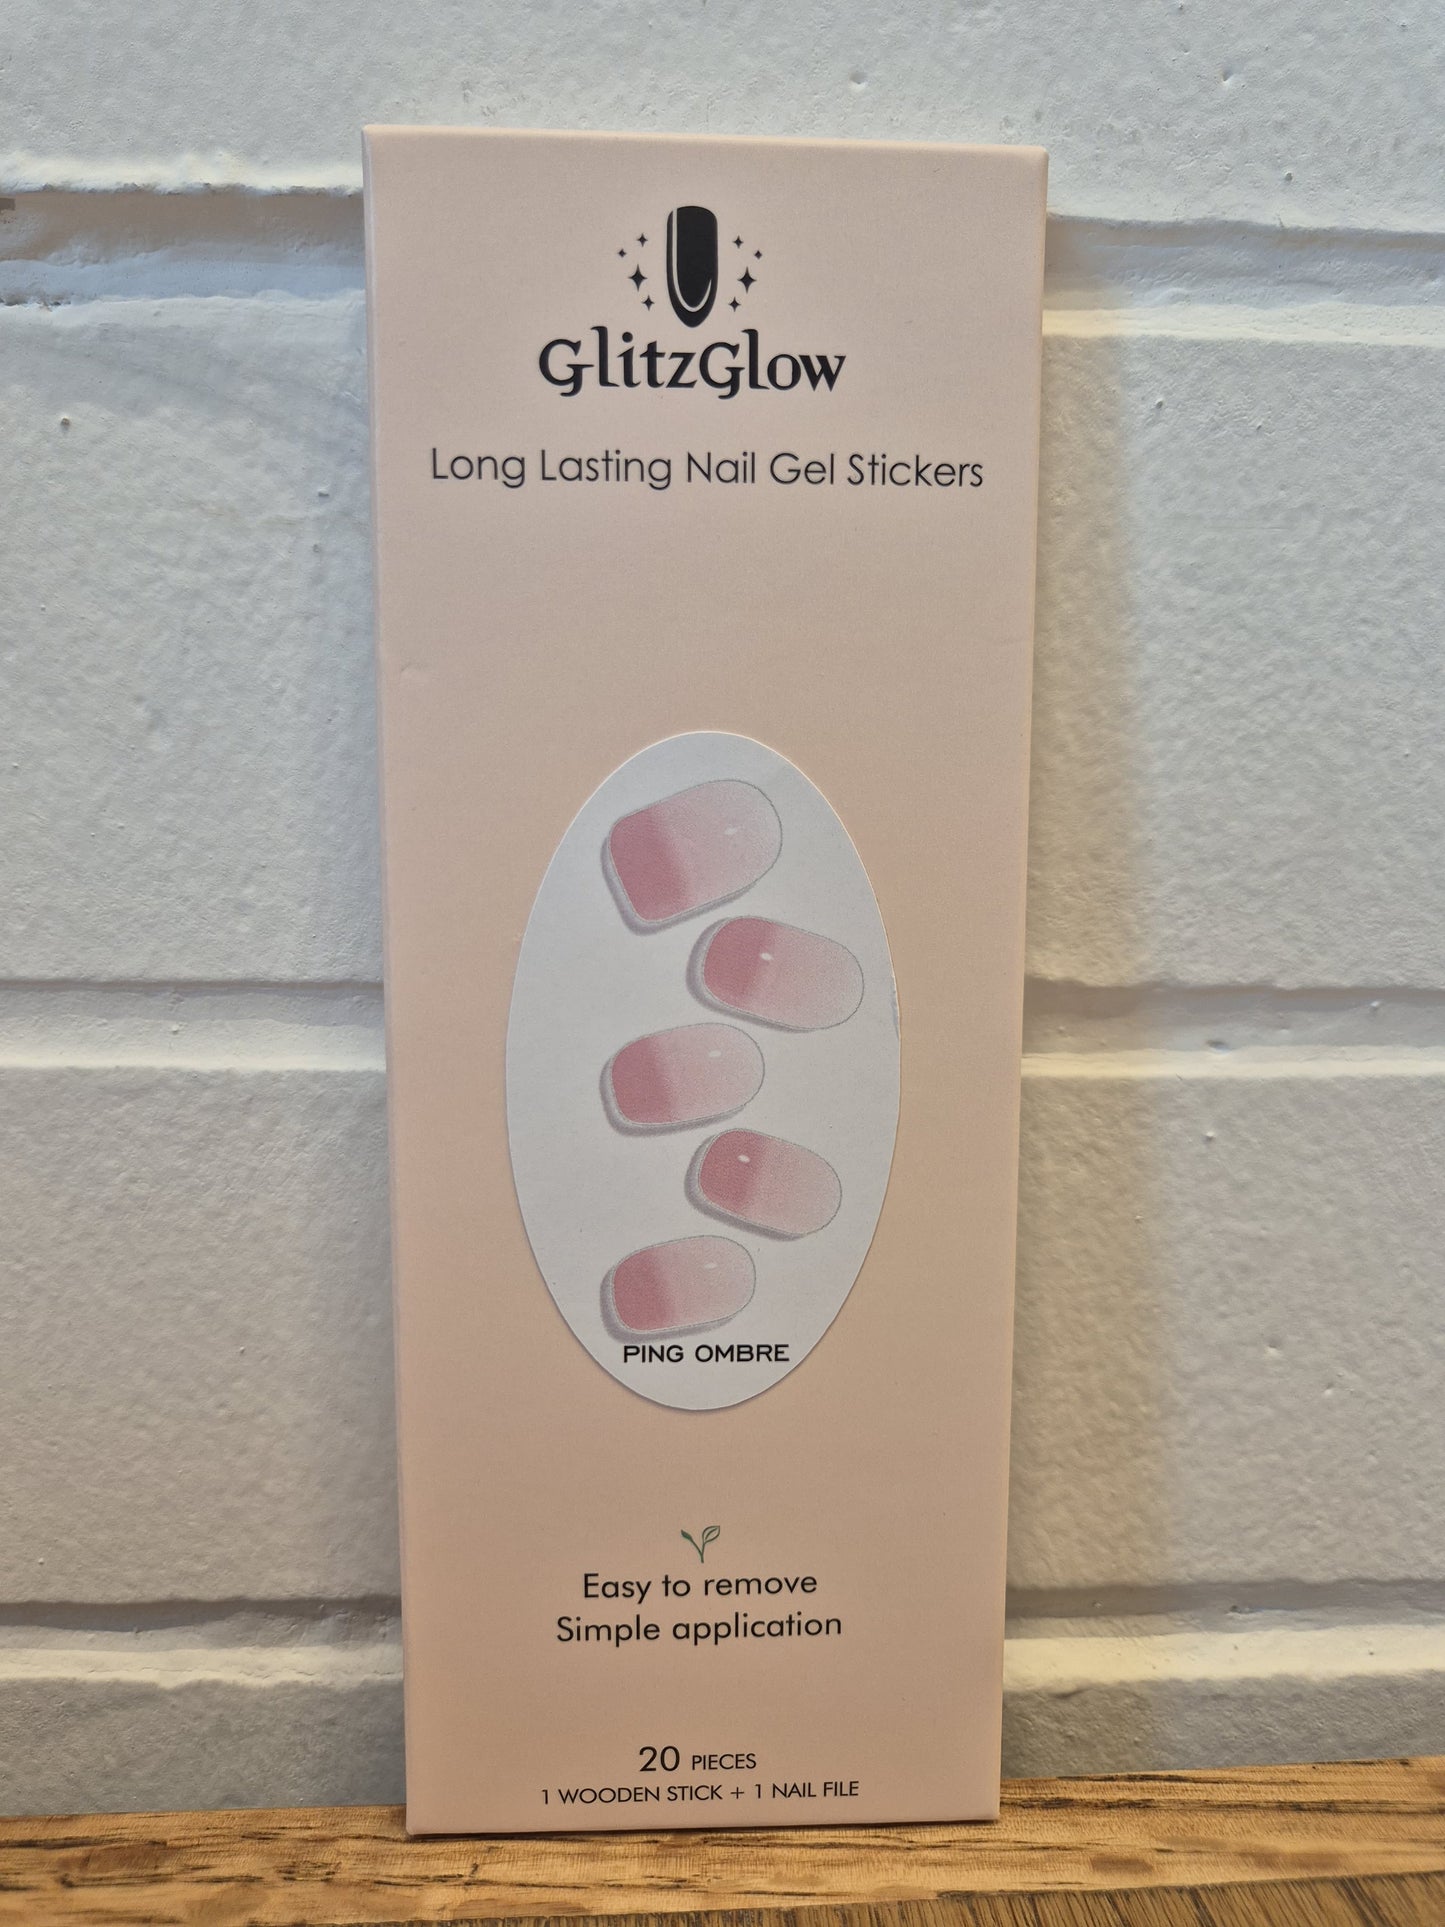 GlitzGlow
Long Lasting Nail Gel Stickers
PING OMBRE
Easy to remove
Simple application
20 PIECES
1 WOODEN STICK + 1 NAIL FILE